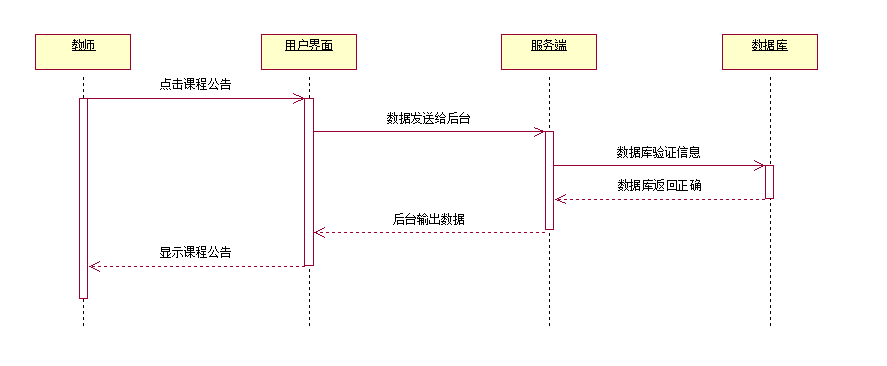 教师
用户界面
服务端
数据库
点击课程公告
数据发送给后台
数据库验证信息
数据库返回正确
后台输出数据
显示课程公告